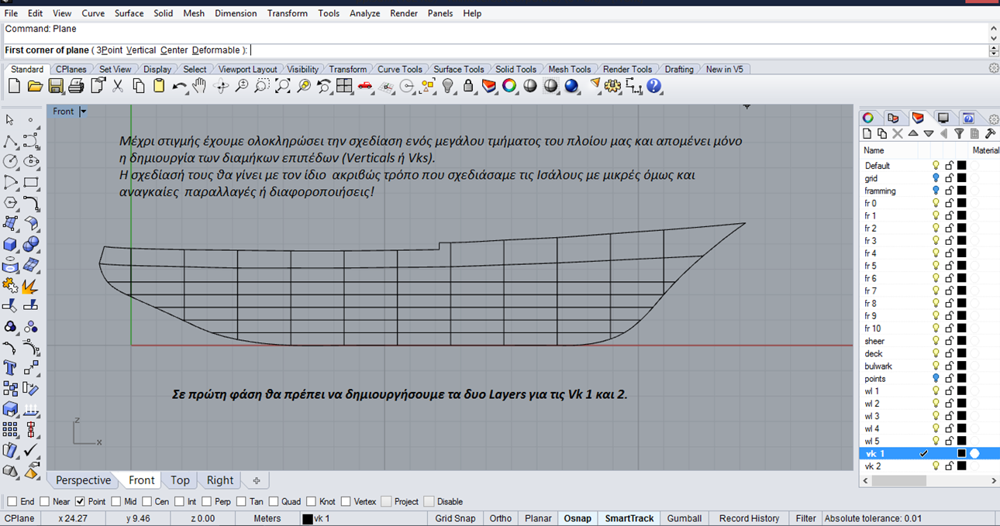 File Edit View Curve Surface Solid Mesh Dimension Transform Tools Analyze Render Panels Help
Command: Plane
First corner of plane ( 3Point Vertical Center Deformable ):
Standard CPlanes Set View Display Select Viewport Layout Visibility Transform Curve Tools Surface Tools Solid Tools Mesh Tools Render Tools Drafting New in V5
Front
Μέχρι στιγμής έχουμε ολοκληρώσει την σχεδίαση ενός μεγάλου τμήματος του πλοίου μας και απομένει μόνο
η δημιουργία των διαμήκων επιπέδων (Verticals ή Vks).
Η σχεδίασή τους θα γίνει με τον ίδιο ακριβώς τρόπο που σχεδιάσαμε τις Ισάλους με μικρές όμως και
αναγκαίες παραλλαγές ή διαφοροποιήσεις!
Σε πρώτη φάση θα πρέπει να δημιουργήσουμε τα δυο Layers για τις Vk 1 και 2.
z
x
Name Material
Default
grid
framming
fr 0
fr 1
fr 2
fr 3
fr 4
fr 5
fr 6
fr 7
fr 8
fr 9
fr 10
sheer
deck
bulwark
points
wl 1
wl 2
wl 3
wl 4
wl 5
vk 1
vk 2
Perspective Front Top Right
End Near Point Mid Cen Int Perp Tan Quad Knot Vertex Project Disable
CPlane x 24.27 y 9.46 z 0.00 Meters vk 1 Grid Snap Ortho Planar Osnap SmartTrack Gumball Record History Filter Absolute tolerance: 0.01